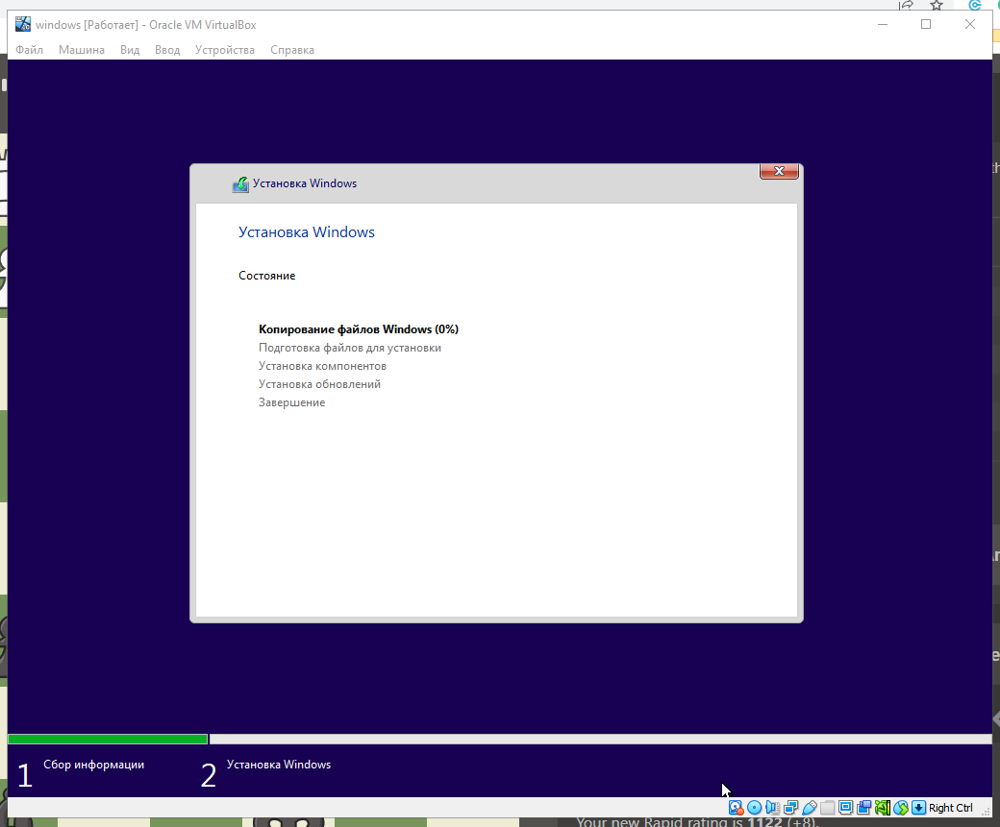 windows [Работает] - Oracle VM VirtualBox
Файл Машина Вид Ввод Устройства Справка
Установка Windows
Установка Windows
Состояние
Копирование файлов Windows (0%)
Подготовка файлов для установки
Установка компонентов
Установка обновлений
Завершение
1 Сбор информации 2 Установка Windows
Right Ctrl
Your new Rapid rating is 1122 (+8).